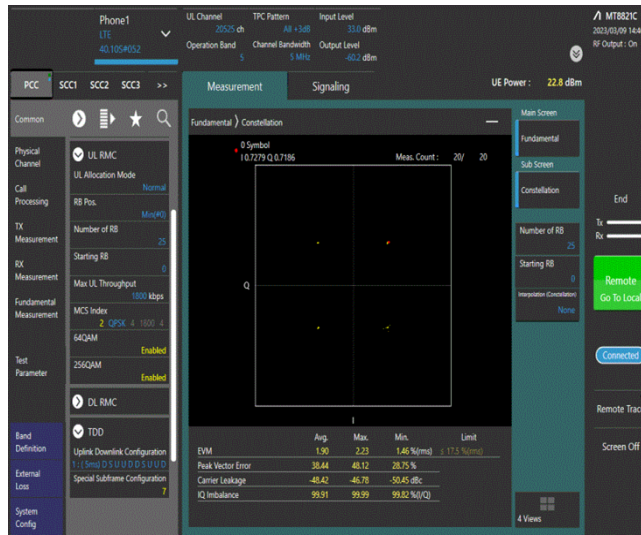 Phone1
LTE
40.105#052
UL Channel TPC Pattern Input Level
20525 ch All +3dB 33.0 dBm
Operation Band Channel Bandwidth Output Level
5 5 MHz -60.2 dBm
MT8821C
2023/03/09 14:4
RF Output : On
PCC SCC1 SCC2 SCC3 >>
Measurement Signaling
UE Power : 22.8 dBm
Common
Physical
Channel
Call
Processing
TX
Measurement
RX
Measurement
Fundamental
Measurement
Test
Parameter
Band
Definition
External
Loss
System
Config
UL RMC
UL Allocation Mode
Normal
RB Pos.
Min(#0)
Number of RB
25
Starting RB
0
Max UL Throughput
1800 kbps
MCS Index
2 QPSK 4 1600 4
64QAM
Enabled
256QAM
Enabled
DL RMC
TDD
Uplink Downlink Configuration
1 : ( 5ms) D S U U D D S U U D
Special Subframe Configuration
7
Fundamental ⟩ Constellation
0 Symbol
I 0.7279 Q 0.7186 Meas. Count : 20/ 20
Q
I
Avg. Max. Min. Limit
EVM 1.90 2.23 1.46 %(rms) ≤ 17.5 %(rms)
Peak Vector Error 38.44 48.12 28.75 %
Carrier Leakage -48.42 -46.78 -50.45 dBc
IQ Imbalance 99.91 99.99 99.82 %(I/Q)
Main Screen
Fundamental
Sub Screen
Constellation
Number of RB
25
Starting RB
0
Interpolation (Constellation)
None
4 Views
End
Tx
Rx
Remote
Go To Local
Connected
Remote Trac
Screen Off